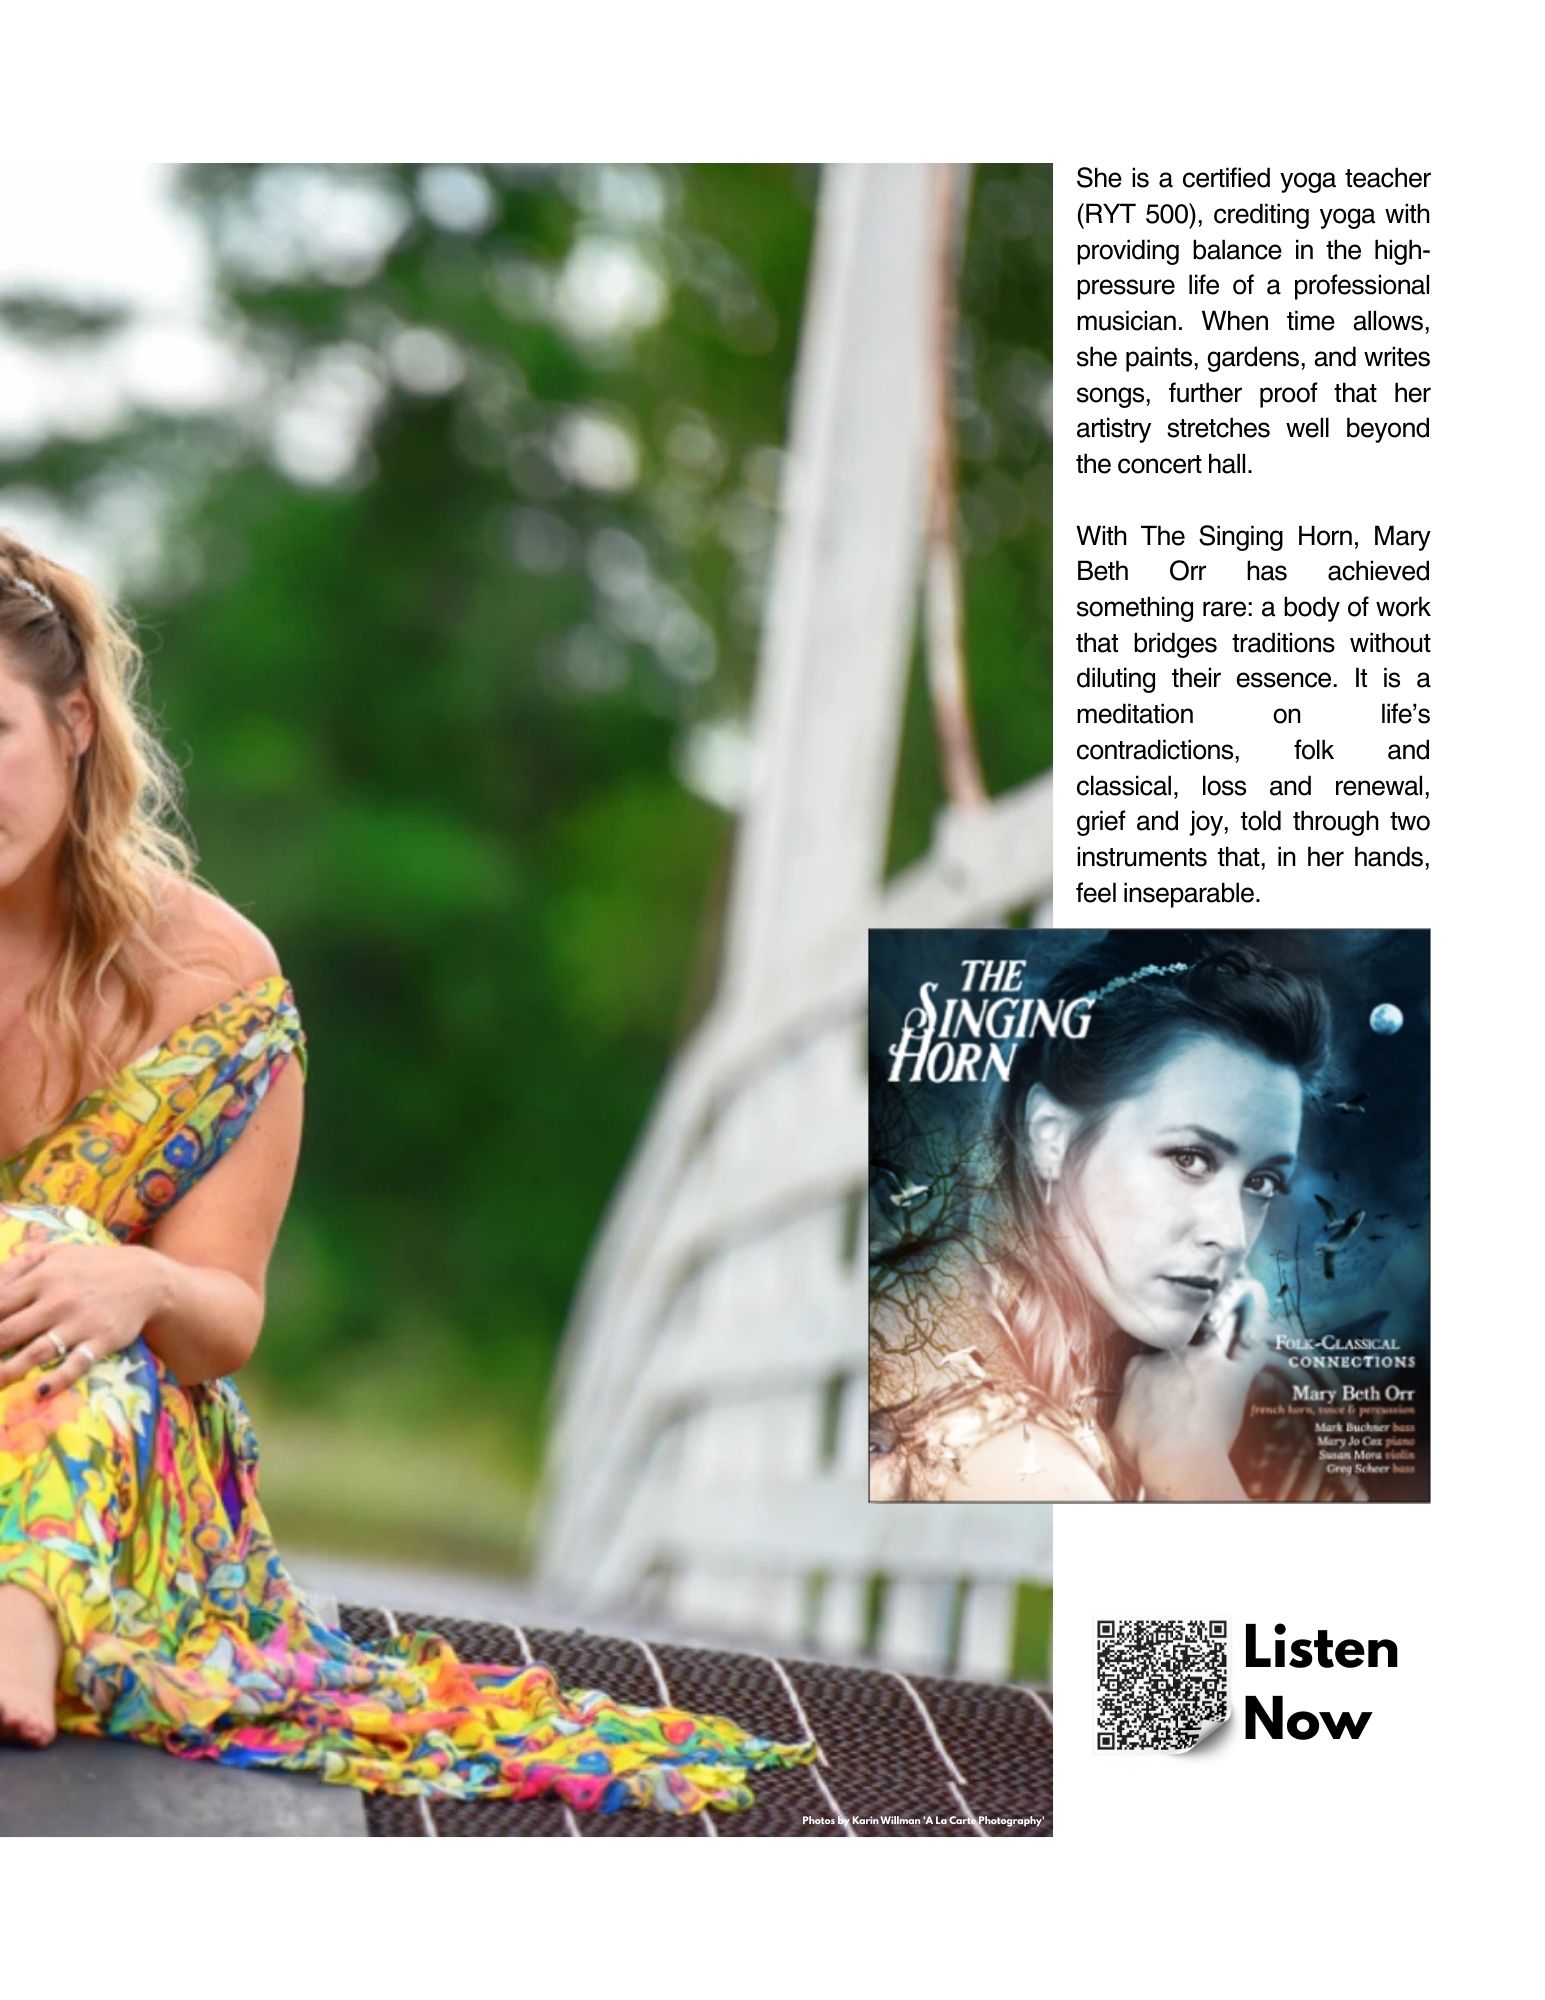 She is a certified yoga teacher
(RYT 500), crediting yoga with
providing balance in the high-
pressure life of a professional
musician. When time allows,
she paints, gardens, and writes
songs, further proof that her
artistry stretches well beyond
the concert hall.
With The Singing Horn, Mary
Beth Orr has achieved
something rare: a body of work
that bridges traditions without
diluting their essence. It is a
meditation on life’s
contradictions, folk and
classical, loss and renewal,
grief and joy, told through two
instruments that, in her hands,
feel inseparable.
THE
SINGING
HORN
FOLK-CLASSICAL
CONNECTIONS
Mary Beth Orr
french horn, voice & percussion
Mark Buchner bass
Mary Jo Cox piano
Susan Mora violin
Greg Scheer bass
Listen
Now
Photos by Karin Willman 'A La Carte Photography'